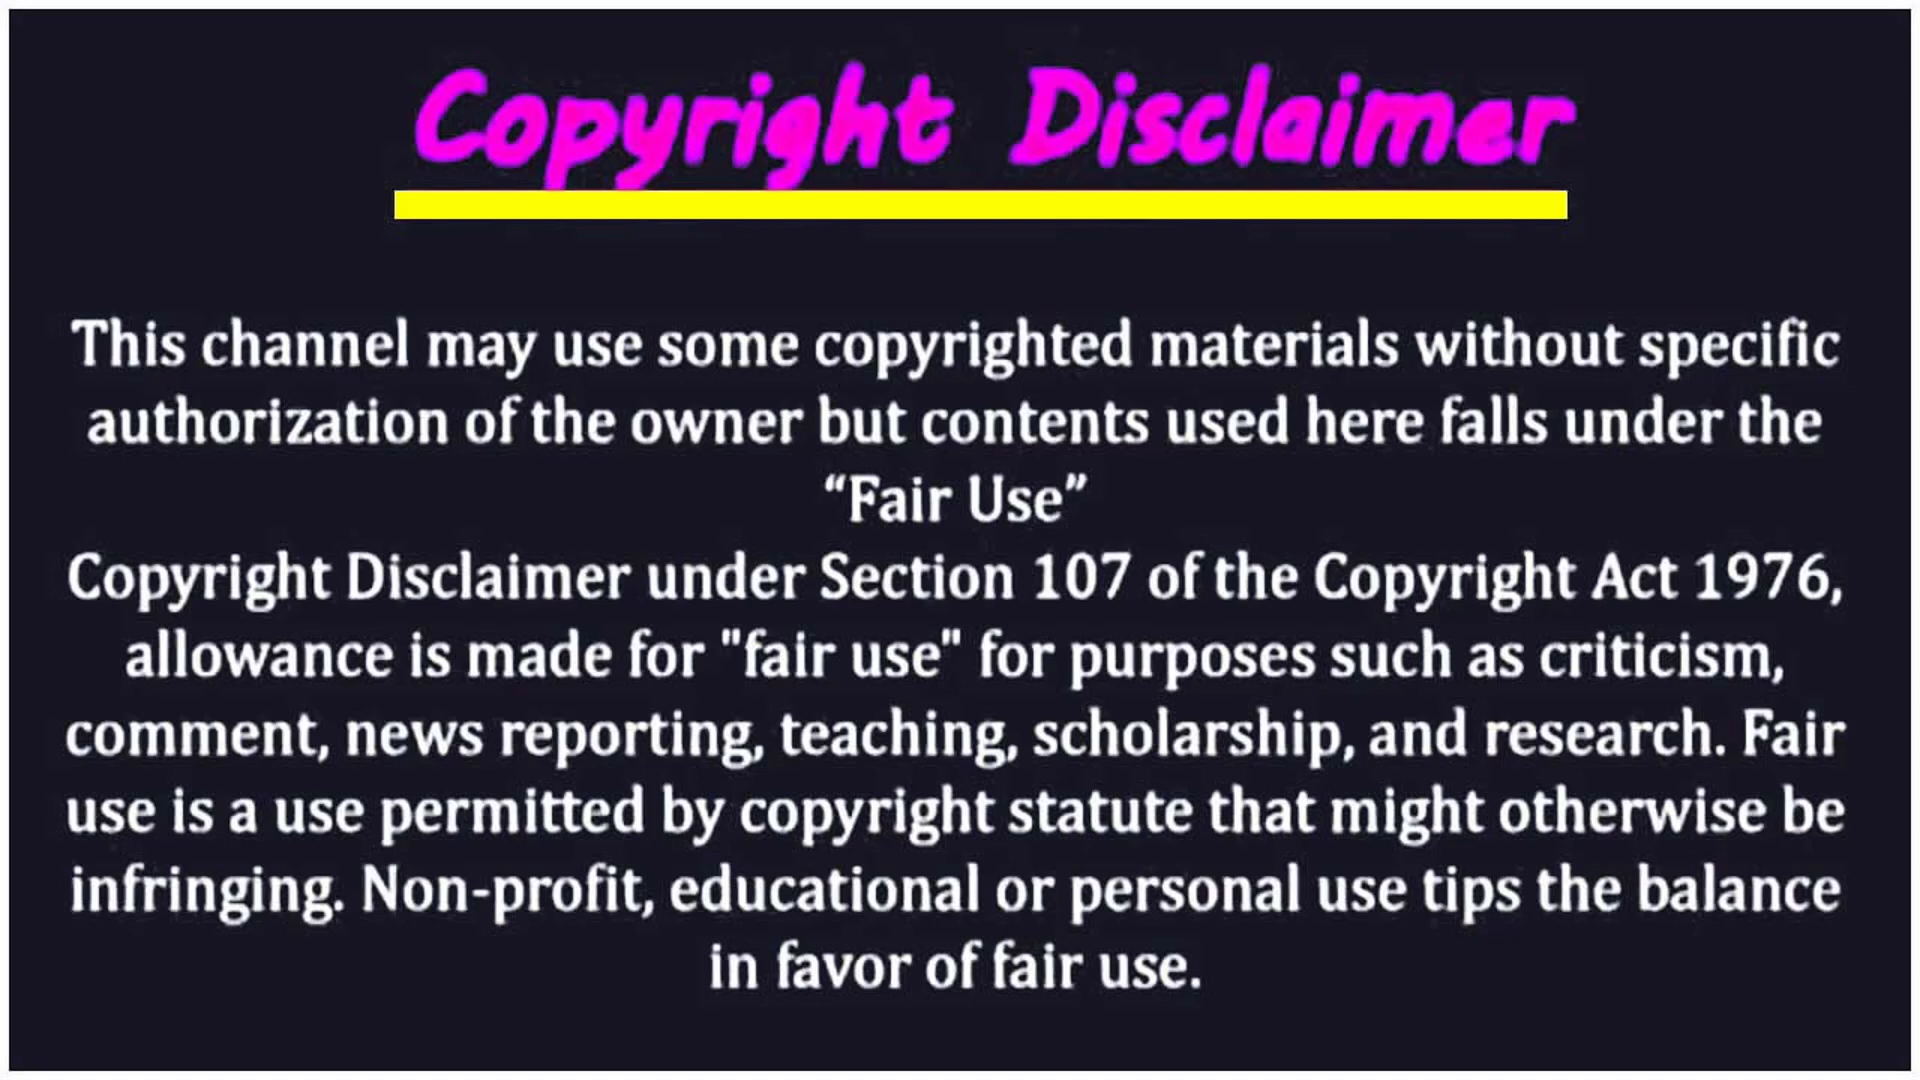 Copyright Disclaimer
This channel may use some copyrighted materials without specific
authorization of the owner but contents used here falls under the
“Fair Use”
Copyright Disclaimer under Section 107 of the Copyright Act 1976,
allowance is made for "fair use" for purposes such as criticism,
comment, news reporting, teaching, scholarship, and research. Fair
use is a use permitted by copyright statute that might otherwise be
infringing. Non-profit, educational or personal use tips the balance
in favor of fair use.